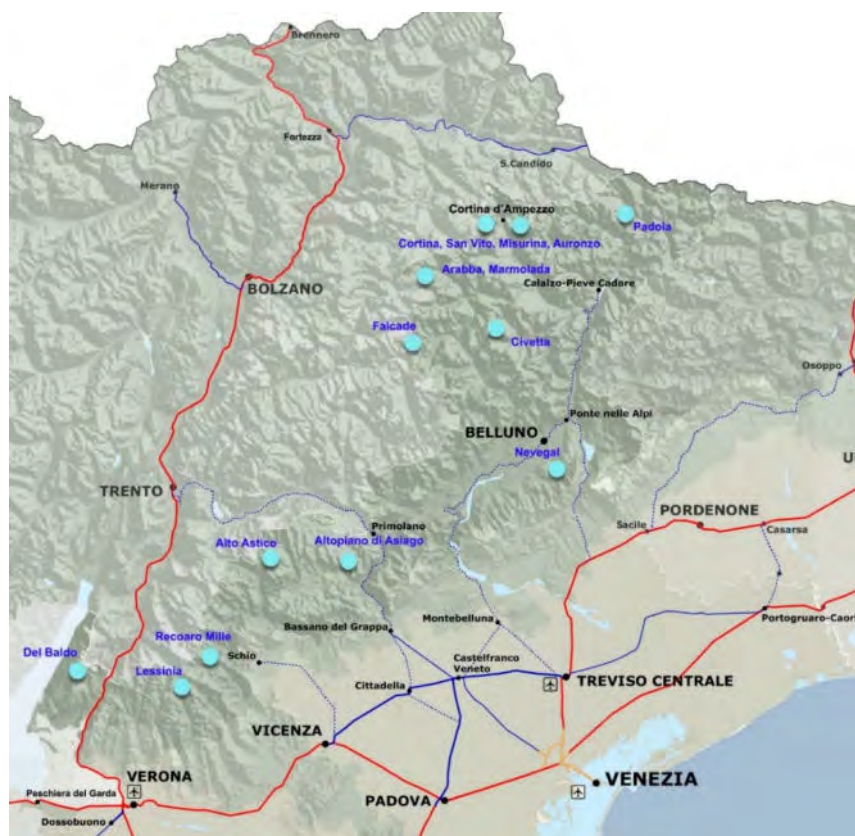 Brennero
Fortezza
S.Candido
Merano
Cortina d'Ampezzo
Padola
Cortina, San Vito, Misurina, Auronzo
Arabba, Marmolada
BOLZANO
Calalzo-Pieve Cadore
Falcade
Civetta
Osoppo
Ponte nelle Alpi
BELLUNO
Nevegal
U
TRENTO
PORDENONE
Sacile
Casarsa
Primolano
Alto Astico
Altopiano di Asiago
Montebelluna
Portogruaro-Caor
Bassano del Grappa
Recoaro Mille
Schio
Del Baldo
Lessinia
Castelfranco
Veneto
Cittadella
TREVISO CENTRALE
VICENZA
VENEZIA
Peschiera del Garda
VERONA
PADOVA
Dossobuono